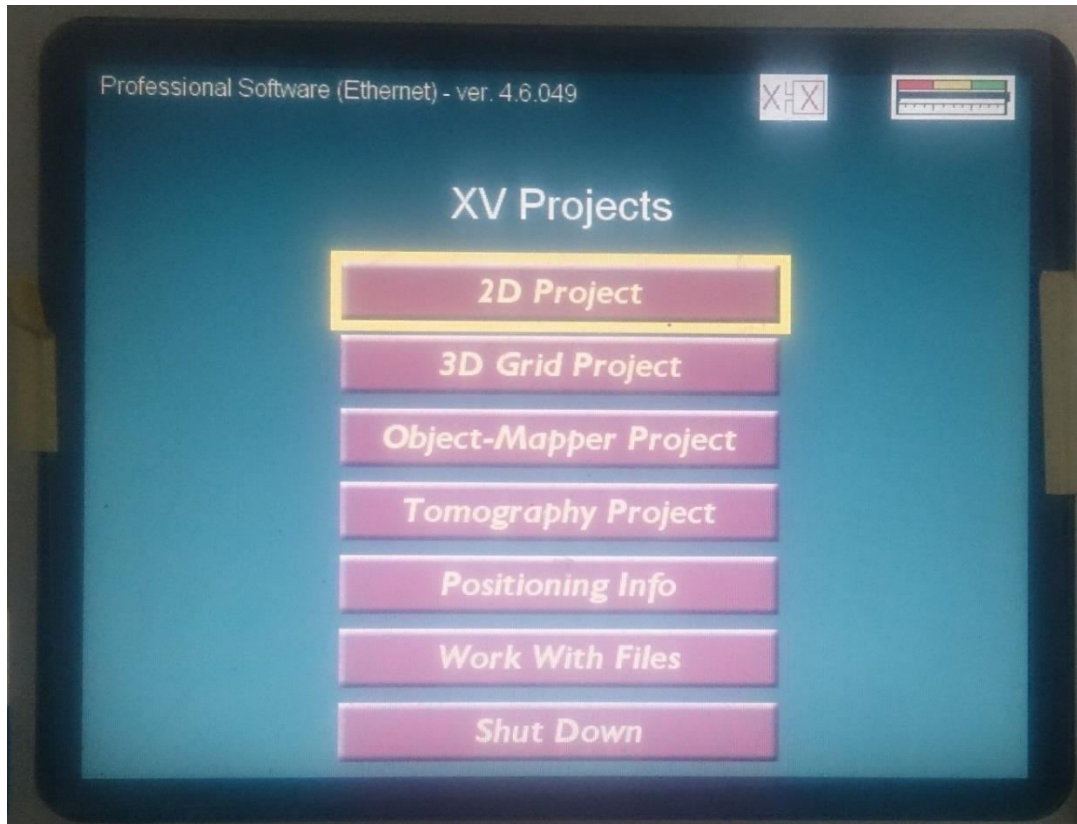 Professional Software (Ethernet) - ver. 4.6.049
X X
XV Projects
2D Project
3D Grid Project
Object-Mapper Project
Tomography Project
Positioning Info
Work With Files
Shut Down